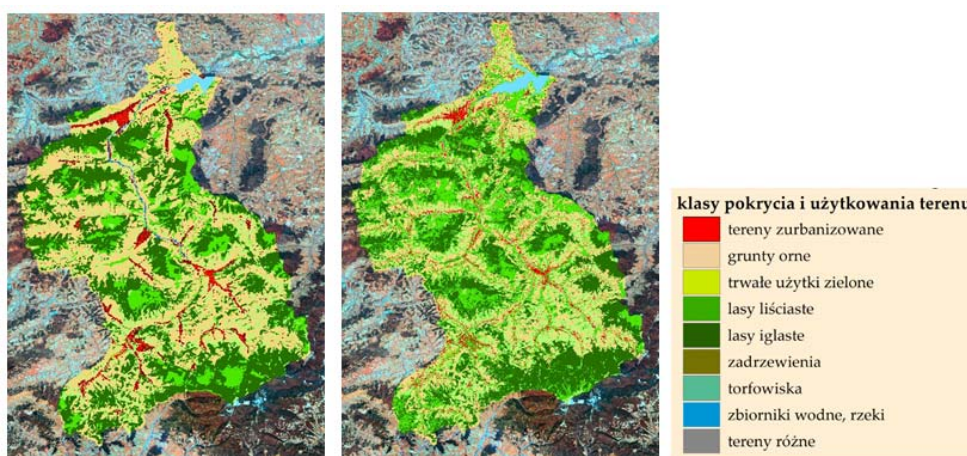 klasy pokrycia i użytkowania terenu
tereny zurbanizowane
grunty orne
trwałe użytki zielone
lasy liściaste
lasy iglaste
zadrzewienia
torfowiska
zbiorniki wodne, rzeki
tereny różne